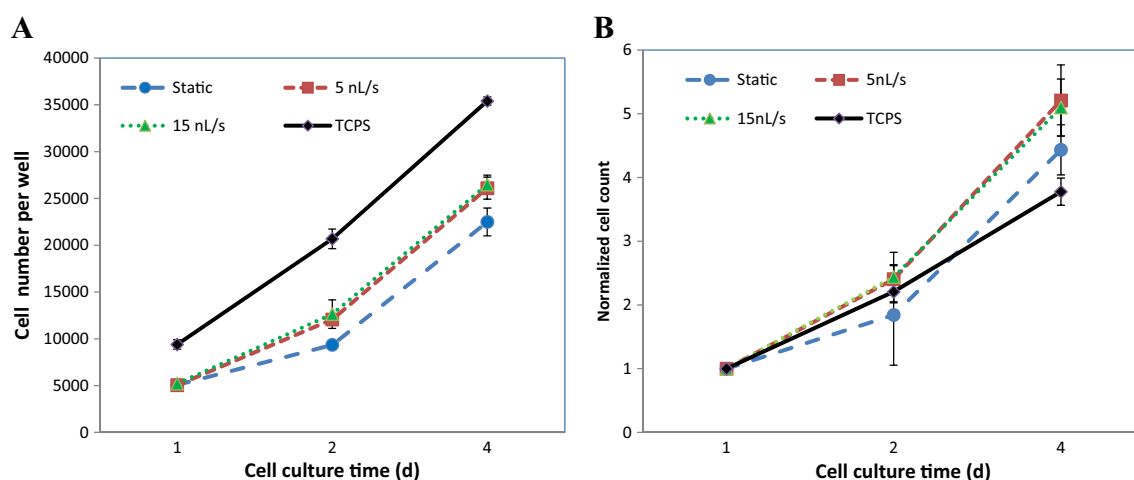 A
Cell number per well
40000
35000
30000
25000
20000
15000
10000
5000
0
Static
5 nL/s
15 nL/s
TCPS
1
2
4
Cell culture time (d)
B
Normalized cell count
6
5
4
3
2
1
0
Static
5nL/s
15nL/s
TCPS
1
2
4
Cell culture time (d)